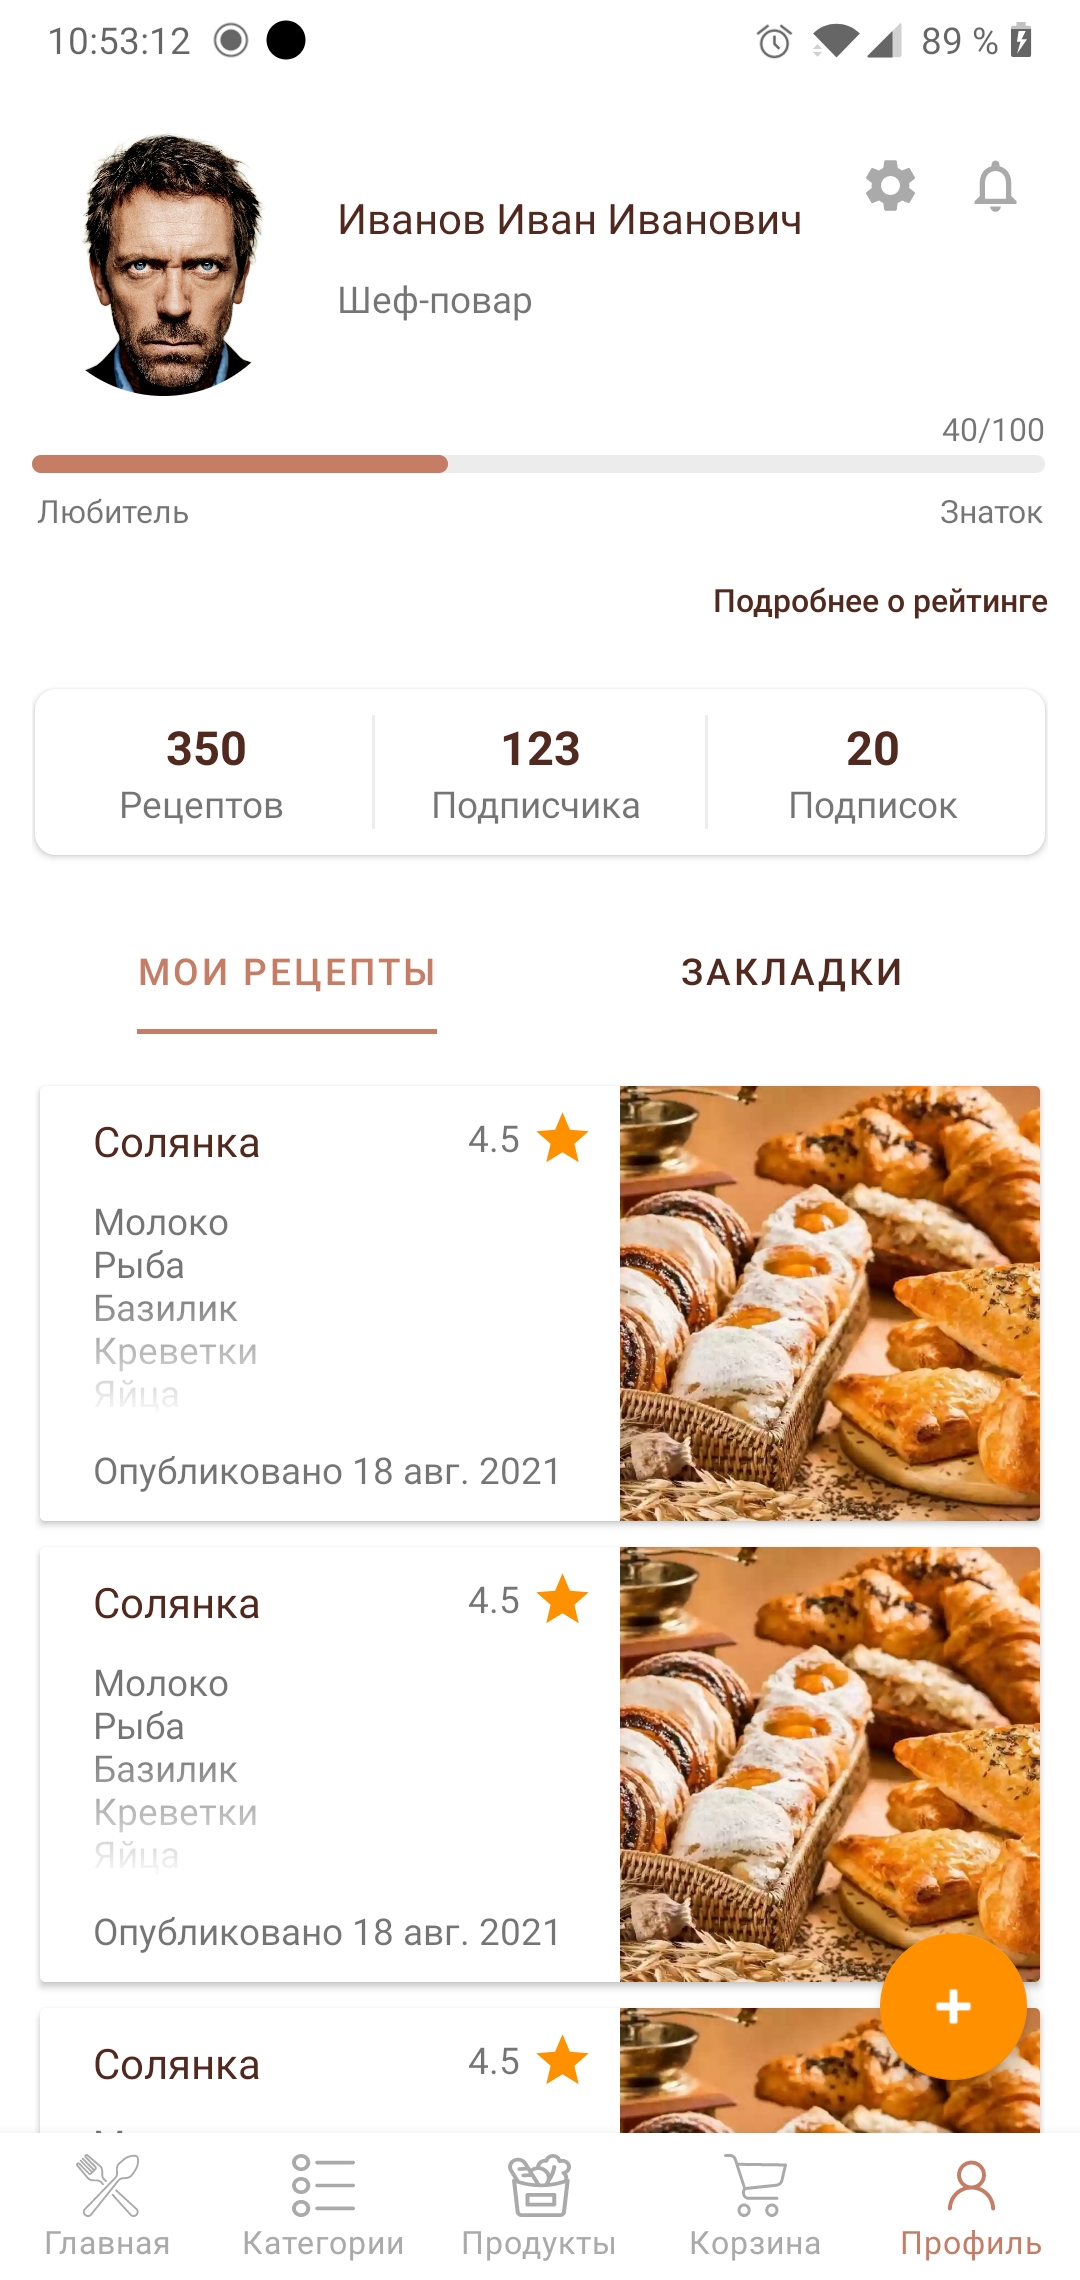 10:53:12 89 %
Иванов Иван Иванович
Шеф-повар
40/100
Любитель Знаток
Подробнее о рейтинге
350 123 20
Рецептов Подписчика Подписок
МОИ РЕЦЕПТЫ ЗАКЛАДКИ
Солянка 4.5
Молоко
Рыба
Базилик
Креветки
Яйца
Опубликовано 18 авг. 2021
Солянка 4.5
Молоко
Рыба
Базилик
Креветки
Яйца
Опубликовано 18 авг. 2021
Солянка 4.5
Главная Категории Продукты Корзина Профиль